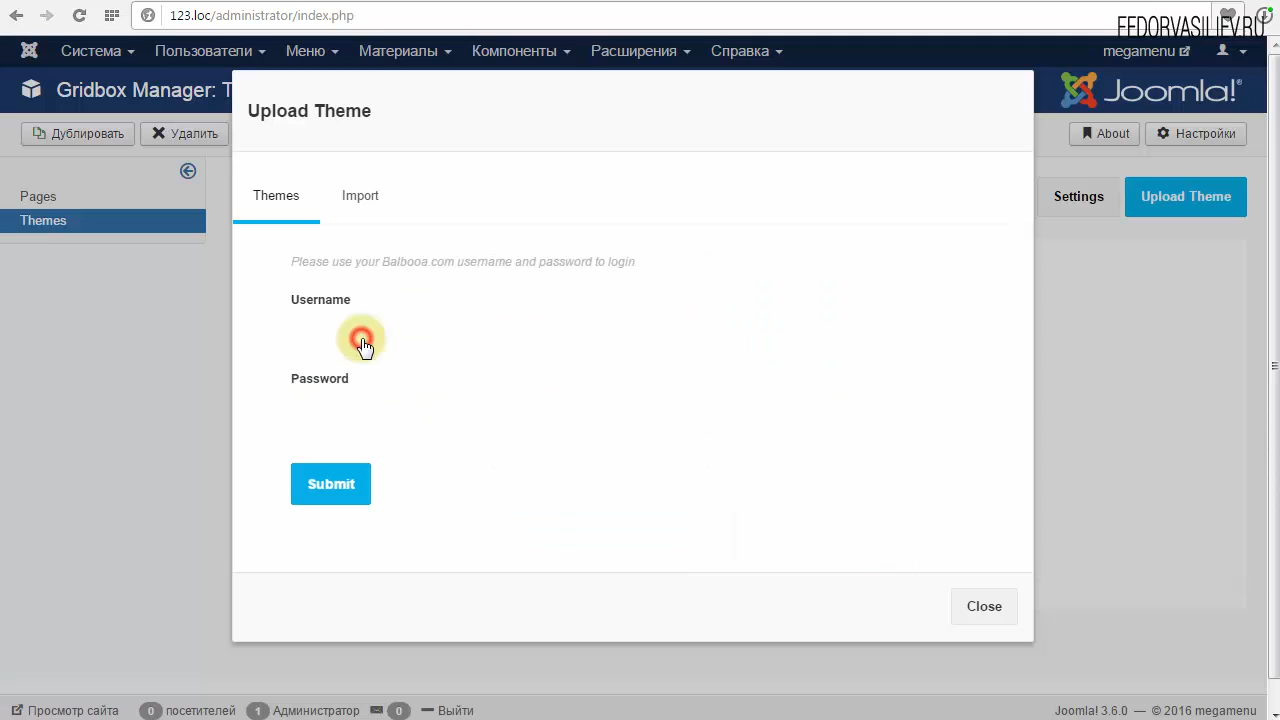 123.loc/administrator/index.php
FEDORVASILIEV.RU
Система Пользователи Меню Материалы Компоненты Расширения Справка megamenu
Gridbox Manager: T
Joomla!®
Дублировать Удалить About Настройки
Upload Theme
Pages
Themes
Themes Import
Settings Upload Theme
Please use your Balbooa.com username and password to login
Username
Password
Submit
Close
Просмотр сайта 0 посетителей 1 Администратор 0 Выйти Joomla! 3.6.0 — © 2016 megamenu